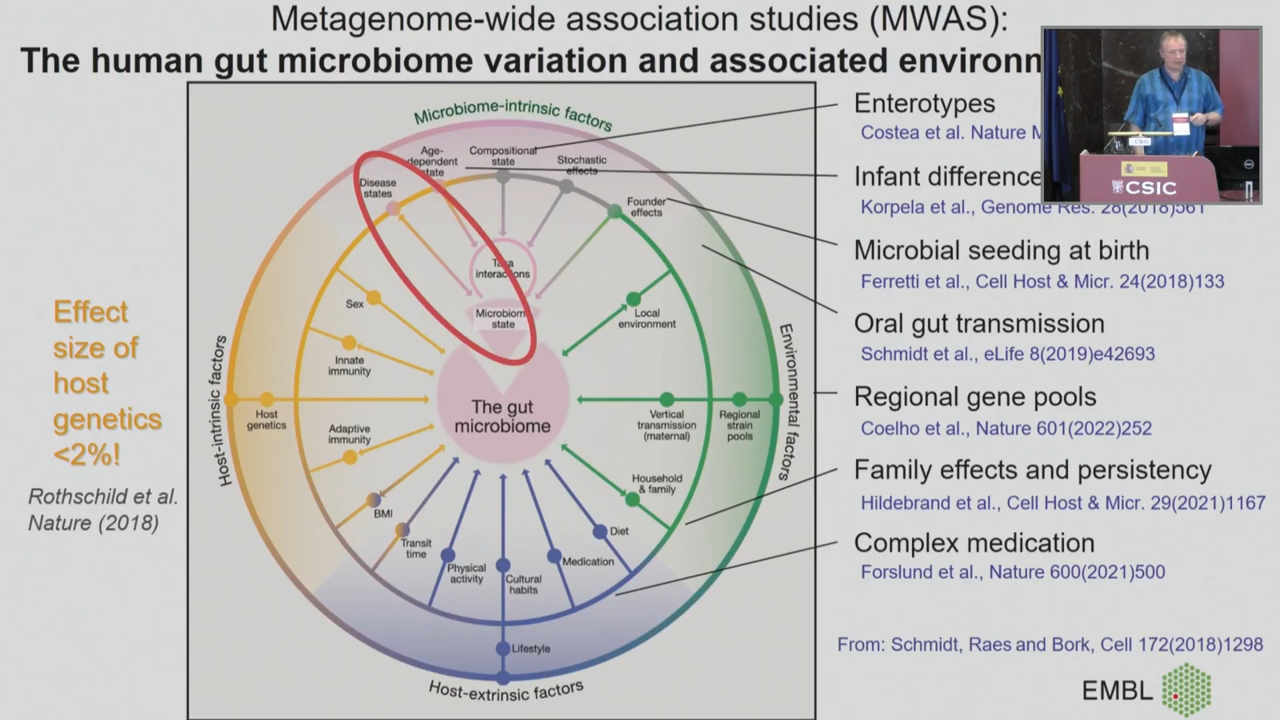 Metagenome-wide association studies (MWAS):
The human gut microbiome variation and associated environm
Microbiome-intrinsic factors
Age-
dependent
state
Compositional
state
Stochastic
effects
Disease
states
Founder
effects
Taxa
interactions
Microbiome
state
Sex
Local
environment
Innate
immunity
Host-intrinsic factors
Environmental factors
Host
genetics
The gut
microbiome
Vertical
transmission
(maternal)
Regional
strain
pools
Adaptive
immunity
Household
& family
BMI
Transit
time
Diet
Physical
activity
Cultural
habits
Medication
Lifestyle
Host-extrinsic factors
Effect
size of
host
genetics
<2%!
Rothschild et al.
Nature (2018)
Enterotypes
Costea et al. Nature M
Infant difference
Korpela et al., Genome Res. 28(2018)561
Microbial seeding at birth
Ferretti et al., Cell Host & Micr. 24(2018)133
Oral gut transmission
Schmidt et al., eLife 8(2019)e42693
Regional gene pools
Coelho et al., Nature 601(2022)252
Family effects and persistency
Hildebrand et al., Cell Host & Micr. 29(2021)1167
Complex medication
Forslund et al., Nature 600(2021)500
From: Schmidt, Raes and Bork, Cell 172(2018)1298
EMBL
CSIC
CSIC
DELL